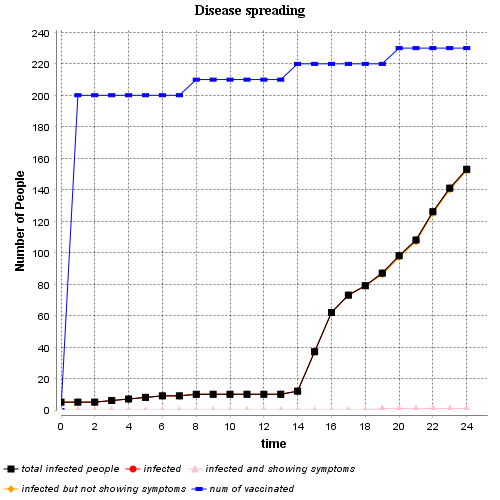 Disease spreading
240
220
200
180
160
140
120
100
80
60
40
20
0
Number of People
0 2 4 6 8 10 12 14 16 18 20 22 24
time
total infected people infected infected and showing symptoms
infected but not showing symptoms num of vaccinated